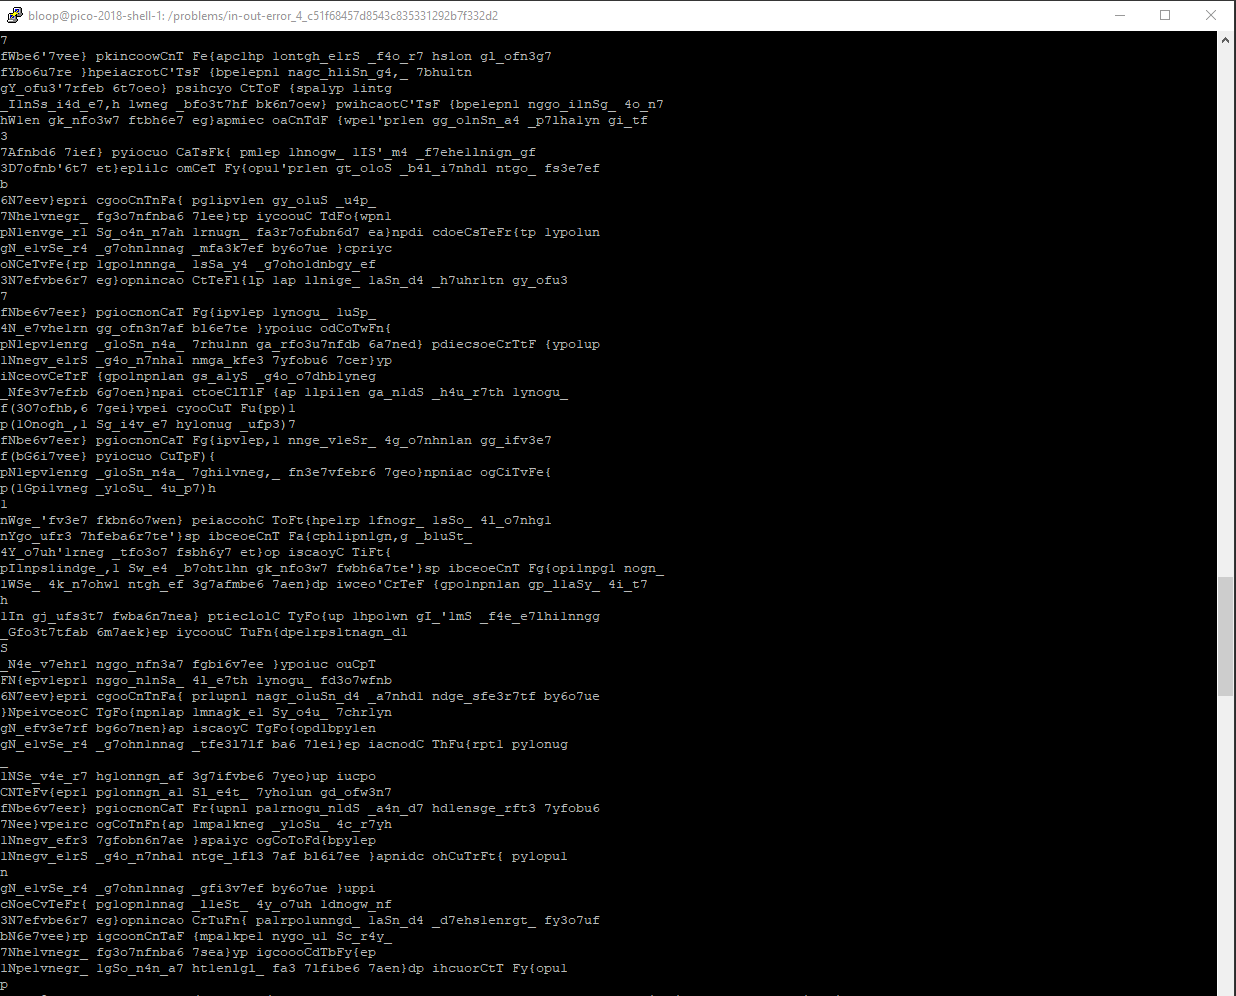 bloop@pico-2018-shell-1: /problems/in-out-error_4_c51f68457d8543c835331292b7f332d2
7
fWbe6'7vee} pkincoowCnT Fe{apclhp lontgh_elrS _f4o_r7 hslon gl_ofn3g7
fYbo6u7re }hpeiacrotC'TsF {bpelepnl nagc_hliSn_g4,_ 7bhultn
gY_ofu3'7rfeb 6t7oeo} psihcyo CtToF {spalyp lintg
_IlnSs_i4d_e7,h lwneg _bfo3t7hf bk6n7oew} pwihcaotC'TsF {bpelepnl nggo_ilnSg_ 4o_n7
hWlen gk_nfo3w7 ftbh6e7 eg}apmiec oaCnTdF {wpel'prlen gg_olnSn_a4 _p7lhalyn gi_tf
3
7Afnbd6 7ief} pyiocuo CaTsFk{ pmlep lhnogw_ lIS'_m4 _f7ehellnign_gf
3D7ofnb'6t7 et}eplilc omCeT Fy{opul'prlen gt_oloS _b4l_i7nhdl ntgo_ fs3e7ef
b
6N7eev}epri cgooCnTnFa{ pglipvlen gy_oluS _u4p_
7Nhelvnegr_ fg3o7nfnba6 7lee}tp iycoouC TdFo{wpnl
pNlenvge_rl Sg_o4n_n7ah lrnugn_ fa3r7ofubn6d7 ea}npdi cdoeCsTeFr{tp lypolun
gN_elvSe_r4 _g7ohnlnnag _mfa3k7ef by6o7ue }cpriyc
oNCeTvFe{rp lgpolnnnga_ lsSa_y4 _g7oholdnbgy_ef
3N7efvbe6r7 eg}opnincao CtTeFl{lp lap llnige_ laSn_d4 _h7uhrltn gy_ofu3
7
fNbe6v7eer} pgiocnonCaT Fg{ipvlep lynogu_ luSp_
4N_e7vhelrn gg_ofn3n7af bl6e7te }ypoiuc odCoTwFn{
pNlepvlenrg _gloSn_n4a_ 7rhulnn ga_rfo3u7nfdb 6a7ned} pdiecsoeCrTtF {ypolup
lNnegv_elrS _g4o_n7nhal nmga_kfe3 7yfobu6 7cer}yp
iNceovCeTrF {gpolnpnlan gs_alyS _g4o_o7dhblyneg
_Nfe3v7efrb 6g7oen}npai ctoeClTlF {ap llpilen ga_nldS _h4u_r7th lynogu_
f(3O7ofhb,6 7gei}vpei cyooCuT Fu{pp)l
p(lOnogh_,l Sg_i4v_e7 hylonug _ufp3)7
fNbe6v7eer} pgiocnonCaT Fg{ipvlep,l nnge_vleSr_ 4g_o7nhnlan gg_ifv3e7
f(bG6i7vee} pyiocuo CuTpF){
pNlepvlenrg _gloSn_n4a_ 7ghilvneg,_ fn3e7vfebr6 7geo}npniac ogCiTvFe{
p(lGpilvneg _yloSu_ 4u_p7)h
l
nWge_'fv3e7 fkbn6o7wen} peiaccohC ToFt{hpelrp lfnogr_ lsSo_ 4l_o7nhgl
nYgo_ufr3 7hfeba6r7te'}sp ibceoeCnT Fa{cphlipnlgn,g _bluSt_
4Y_o7uh'lrneg _tfo3o7 fsbh6y7 et}op iscaoyC TiFt{
pIlnpslindge_,l Sw_e4 _b7ohtlhn gk_nfo3w7 fwbh6a7te'}sp ibceoeCnT Fg{opilnpgl nogn_
lWSe_ 4k_n7ohwl ntgh_ef 3g7afmbe6 7aen}dp iwceo'CrTeF {gpolnpnlan gp_llaSy_ 4i_t7
h
lIn gj_ufs3t7 fwba6n7nea} ptieclolC TyFo{up lhpolwn gI_'lmS _f4e_e7lhilnngg
_Gfo3t7tfab 6m7aek}ep iycoouC TuFn{dpelrpsltnagn_dl
S
_N4e_v7ehrl nggo_nfn3a7 fgbi6v7ee }ypoiuc ouCpT
FN{epvleprl nggo_nlnSa_ 4l_e7th lynogu_ fd3o7wfnb
6N7eev}epri cgooCnTnFa{ prlupnl nagr_oluSn_d4 _a7nhdl ndge_sfe3r7tf by6o7ue
}NpeivceorC TgFo{npnlap lmnagk_el Sy_o4u_ 7chrlyn
gN_efv3e7rf bg6o7nen}ap iscaoyC TgFo{opdlbpylen
gN_elvSe_r4 _g7ohnlnnag _tfe3l7lf ba6 7lei}ep iacnodC ThFu{rptl pylonug
_
lNSe_v4e_r7 hglonngn_af 3g7ifvbe6 7yeo}up iucpo
CNTeFv{eprl pglonngn_al Sl_e4t_ 7yholun gd_ofw3n7
fNbe6v7eer} pgiocnonCaT Fr{upnl palrnogu_nldS _a4n_d7 hdlensge_rft3 7yfobu6
7Nee}vpeirc ogCoTnFn{ap lmpalkneg _yloSu_ 4c_r7yh
lNnegv_efr3 7gfobn6n7ae }spaiyc ogCoToFd{bpylep
lNnegv_elrS _g4o_n7nhal ntge_lfl3 7af bl6i7ee }apnidc ohCuTrFt{ pylopul
n
gN_elvSe_r4 _g7ohnlnnag _gfi3v7ef by6o7ue }uppi
cNoeCvTeFr{ pglopnlnnag _lleSt_ 4y_o7uh ldnogw_nf
3N7efvbe6r7 eg}opnincao CrTuFn{ palrpolunngd_ laSn_d4 _d7ehslenrgt_ fy3o7uf
bN6e7vee}rp igcoonCnTaF {mpalkpel nygo_ul Sc_r4y_
7Nhelvnegr_ fg3o7nfnba6 7sea}yp igcoooCdTbFy{ep
lNpelvnegr_ lgSo_n4n_a7 htlenlgl_ fa3 7lfibe6 7aen}dp ihcuorCtT Fy{opul
p